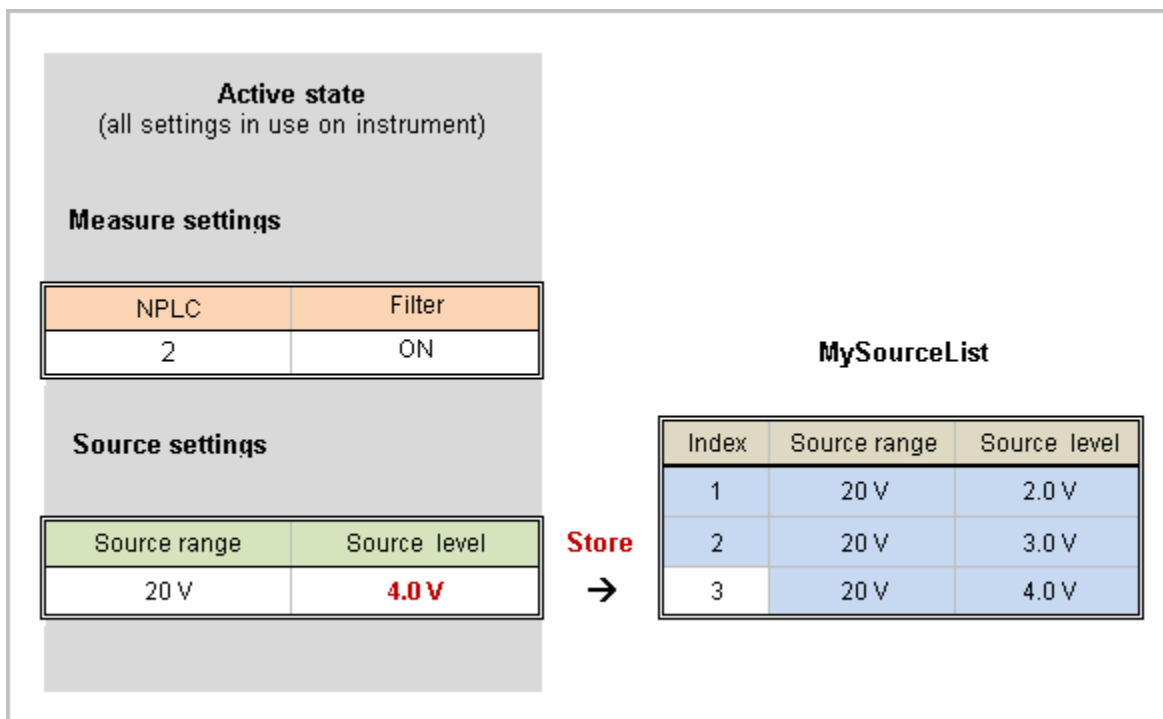 Active state
(all settings in use on instrument)
Measure settings
NPLC Filter
2 ON
MySourceList
Source settings
Index Source range Source level
1 20 V 2.0 V
Source range Source level Store 2 20 V 3.0 V
20 V 4.0 V → 3 20 V 4.0 V